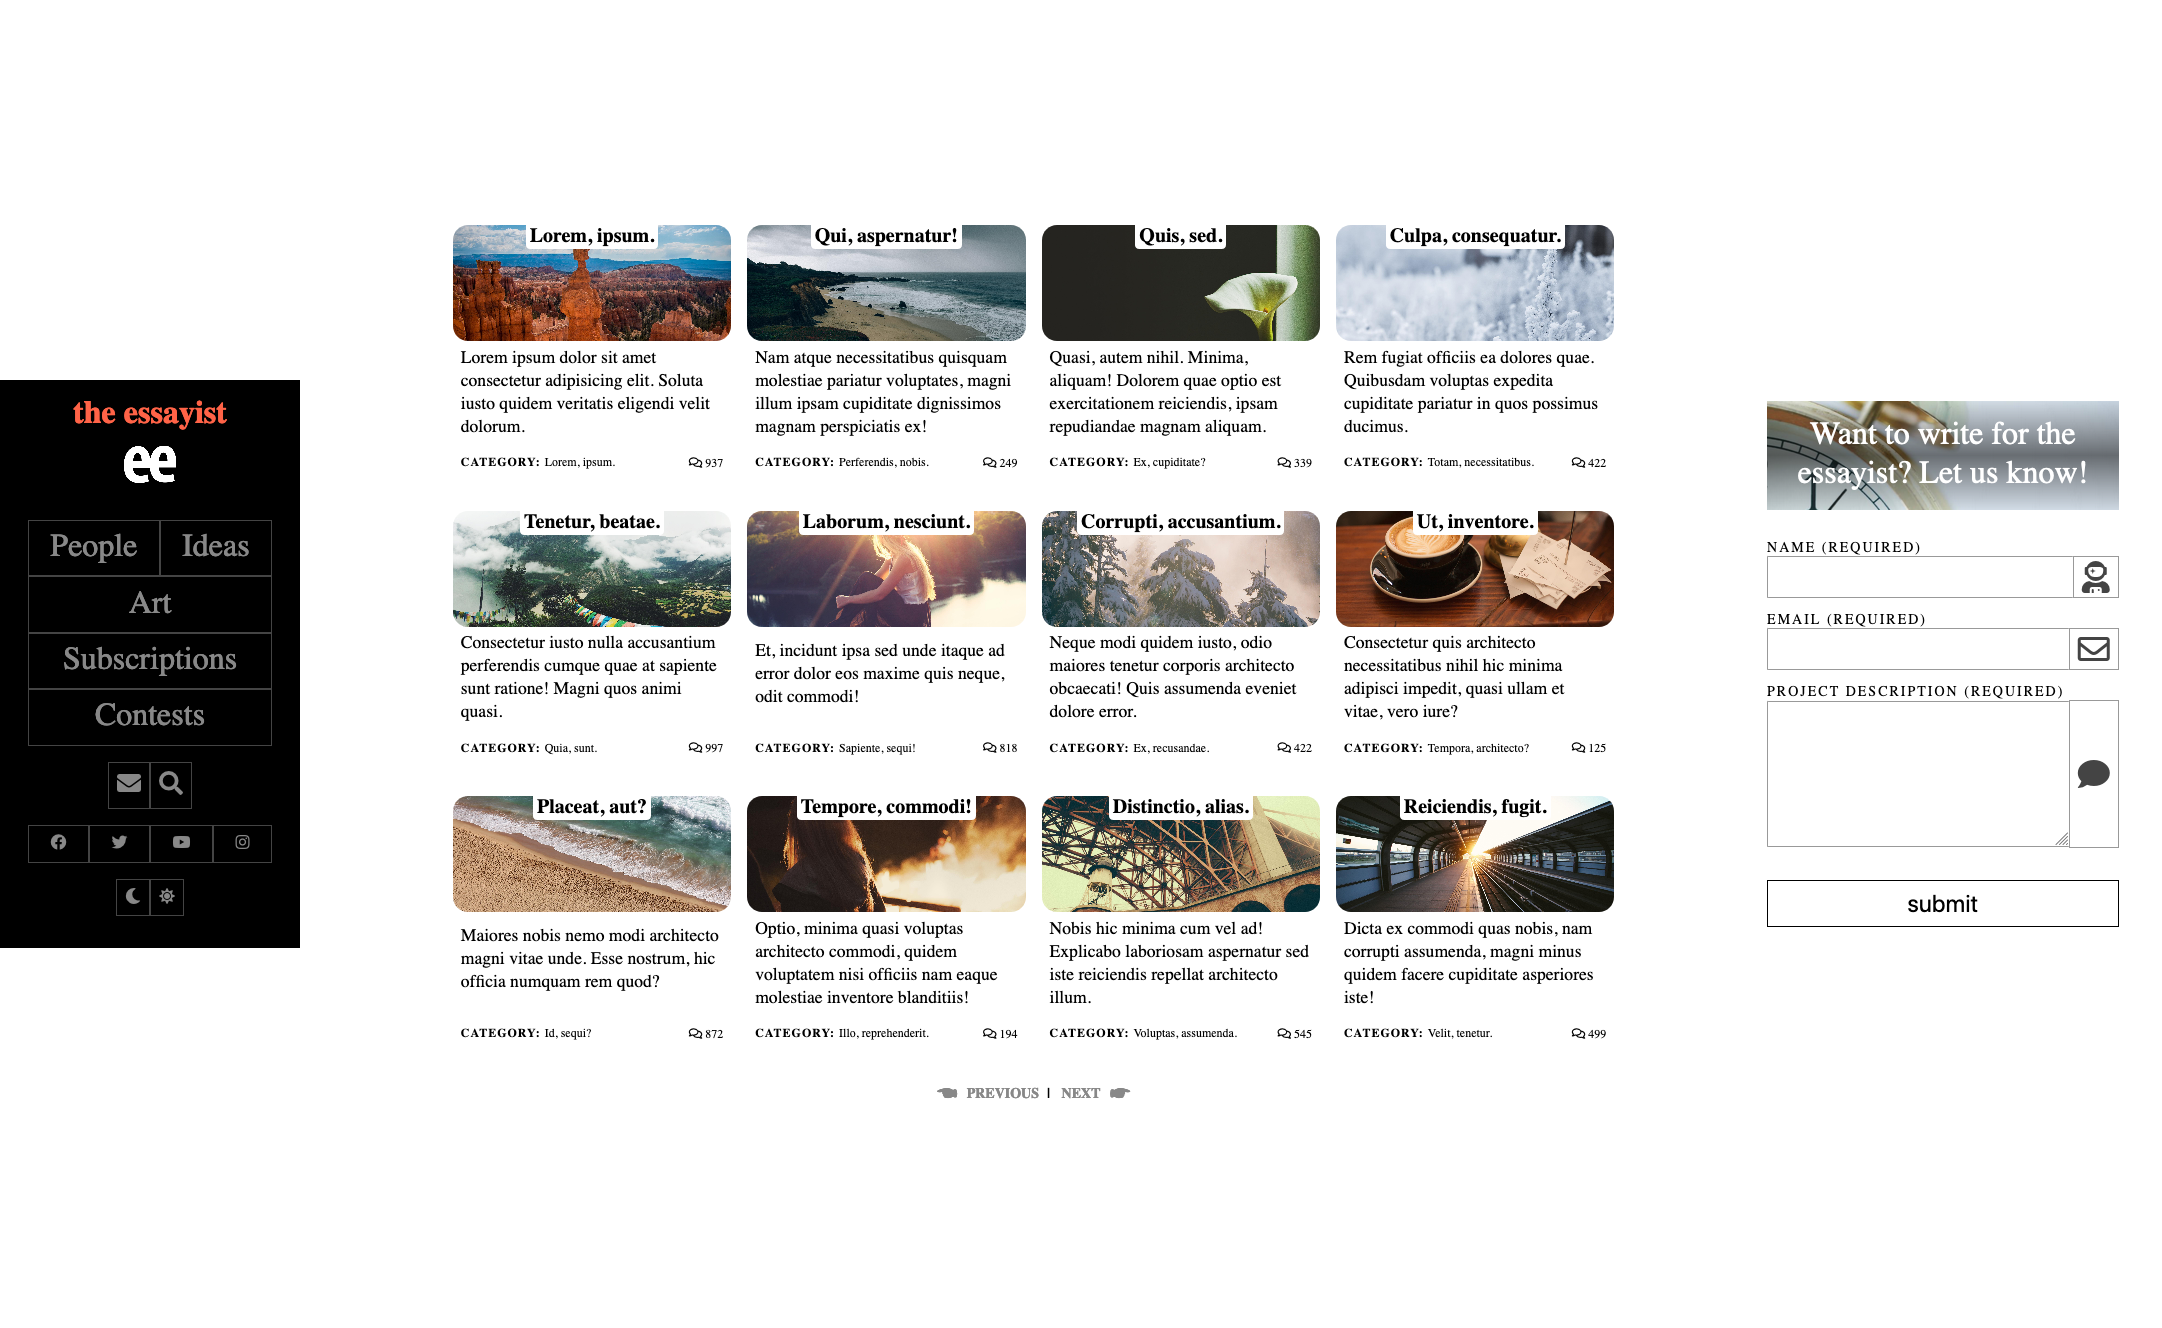 the essayist
ee
People
Ideas
Art
Subscriptions
Contests
Lorem, ipsum.
Lorem ipsum dolor sit amet
consectetur adipisicing elit. Soluta
iusto quidem veritatis eligendi velit
dolorum.
CATEGORY: Lorem, ipsum. 937
Qui, aspernatur!
Nam atque necessitatibus quisquam
molestiae pariatur voluptates, magni
illum ipsam cupiditate dignissimos
magnam perspiciatis ex!
CATEGORY: Perferendis, nobis. 249
Quis, sed.
Quasi, autem nihil. Minima,
aliquam! Dolorem quae optio est
exercitationem reiciendis, ipsam
repudiandae magnam aliquam.
CATEGORY: Ex, cupiditate? 339
Culpa, consequatur.
Rem fugiat officiis ea dolores quae.
Quibusdam voluptas expedita
cupiditate pariatur in quos possimus
ducimus.
CATEGORY: Totam, necessitatibus. 422
Tenetur, beatae.
Consectetur iusto nulla accusantium
perferendis cumque quae at sapiente
sunt ratione! Magni quos animi
quasi.
CATEGORY: Quia, sunt. 997
Laborum, nesciunt.
Et, incidunt ipsa sed unde itaque ad
error dolor eos maxime quis neque,
odit commodi!
CATEGORY: Sapiente, sequi! 818
Corrupti, accusantium.
Neque modi quidem iusto, odio
maiores tenetur corporis architecto
obcaecati! Quis assumenda eveniet
dolore error.
CATEGORY: Ex, recusandae. 422
Ut, inventore.
Consectetur quis architecto
necessitatibus nihil hic minima
adipisci impedit, quasi ullam et
vitae, vero iure?
CATEGORY: Tempora, architecto? 125
Placeat, aut?
Maiores nobis nemo modi architecto
magni vitae unde. Esse nostrum, hic
officia numquam rem quod?
CATEGORY: Id, sequi? 872
Tempore, commodi!
Optio, minima quasi voluptas
architecto commodi, quidem
voluptatem nisi officiis nam eaque
molestiae inventore blanditiis!
CATEGORY: Illo, reprehenderit. 194
Distinctio, alias.
Nobis hic minima cum vel ad!
Explicabo laboriosam aspernatur sed
iste reiciendis repellat architecto
illum.
CATEGORY: Voluptas, assumenda. 545
Reiciendis, fugit.
Dicta ex commodi quas nobis, nam
corrupti assumenda, magni minus
quidem facere cupiditate asperiores
iste!
CATEGORY: Velit, tenetur. 499
PREVIOUS | NEXT
Want to write for the
essayist? Let us know!
NAME (REQUIRED)
EMAIL (REQUIRED)
PROJECT DESCRIPTION (REQUIRED)
submit